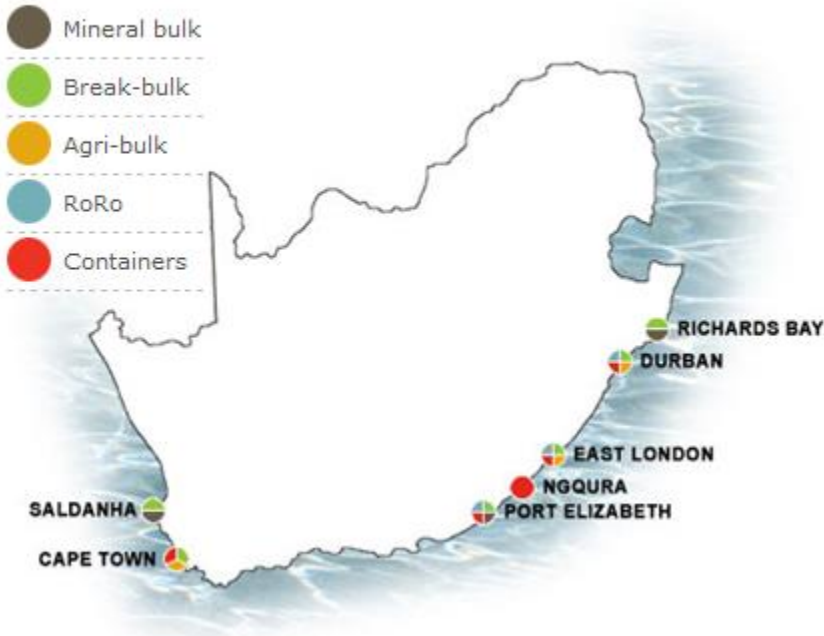 Mineral bulk
Break-bulk
Agri-bulk
RoRo
Containers
RICHARDS BAY
DURBAN
EAST LONDON
NGQURA
PORT ELIZABETH
SALDANHA
CAPE TOWN